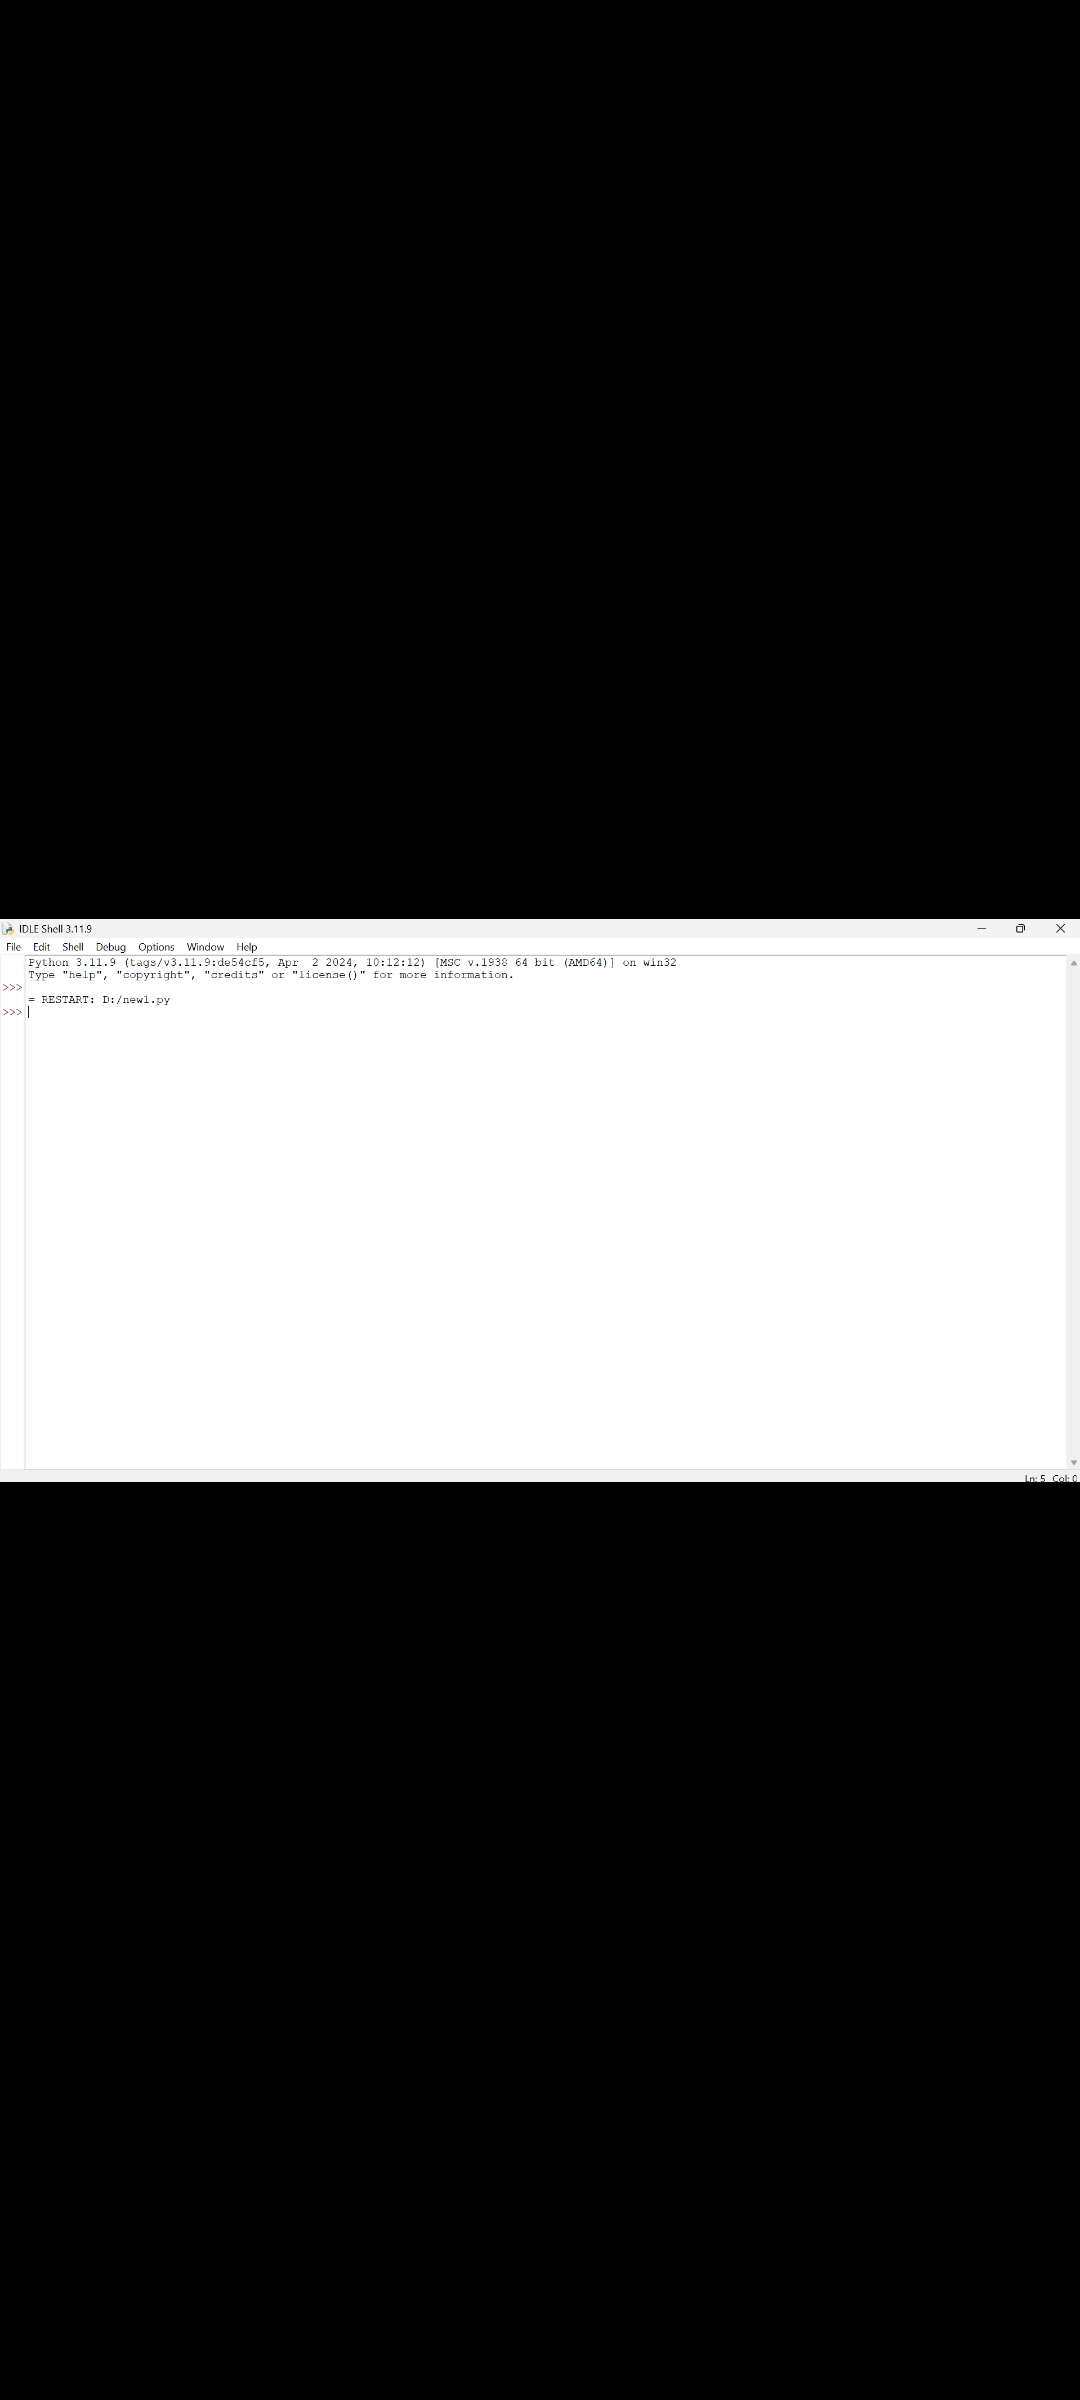 IDLE Shell 3.11.9
File Edit Shell Debug Options Window Help
Python 3.11.9 (tags/v3.11.9:de54cf5, Apr  2 2024, 10:12:12) [MSC v.1938 64 bit (AMD64)] on win32
Type "help", "copyright", "credits" or "license()" for more information.
>>>
= RESTART: D:/new1.py
>>>
Ln: 5 Col: 0